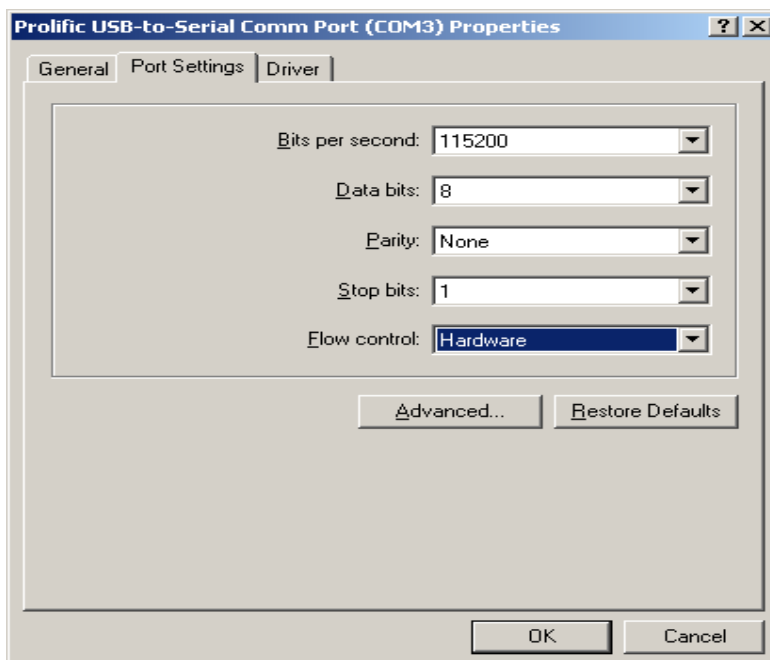 Prolific USB-to-Serial Comm Port (COM3) Properties ? X
General Port Settings Driver
Bits per second: 115200
Data bits: 8
Parity: None
Stop bits: 1
Flow control: Hardware
Advanced... Restore Defaults
OK Cancel